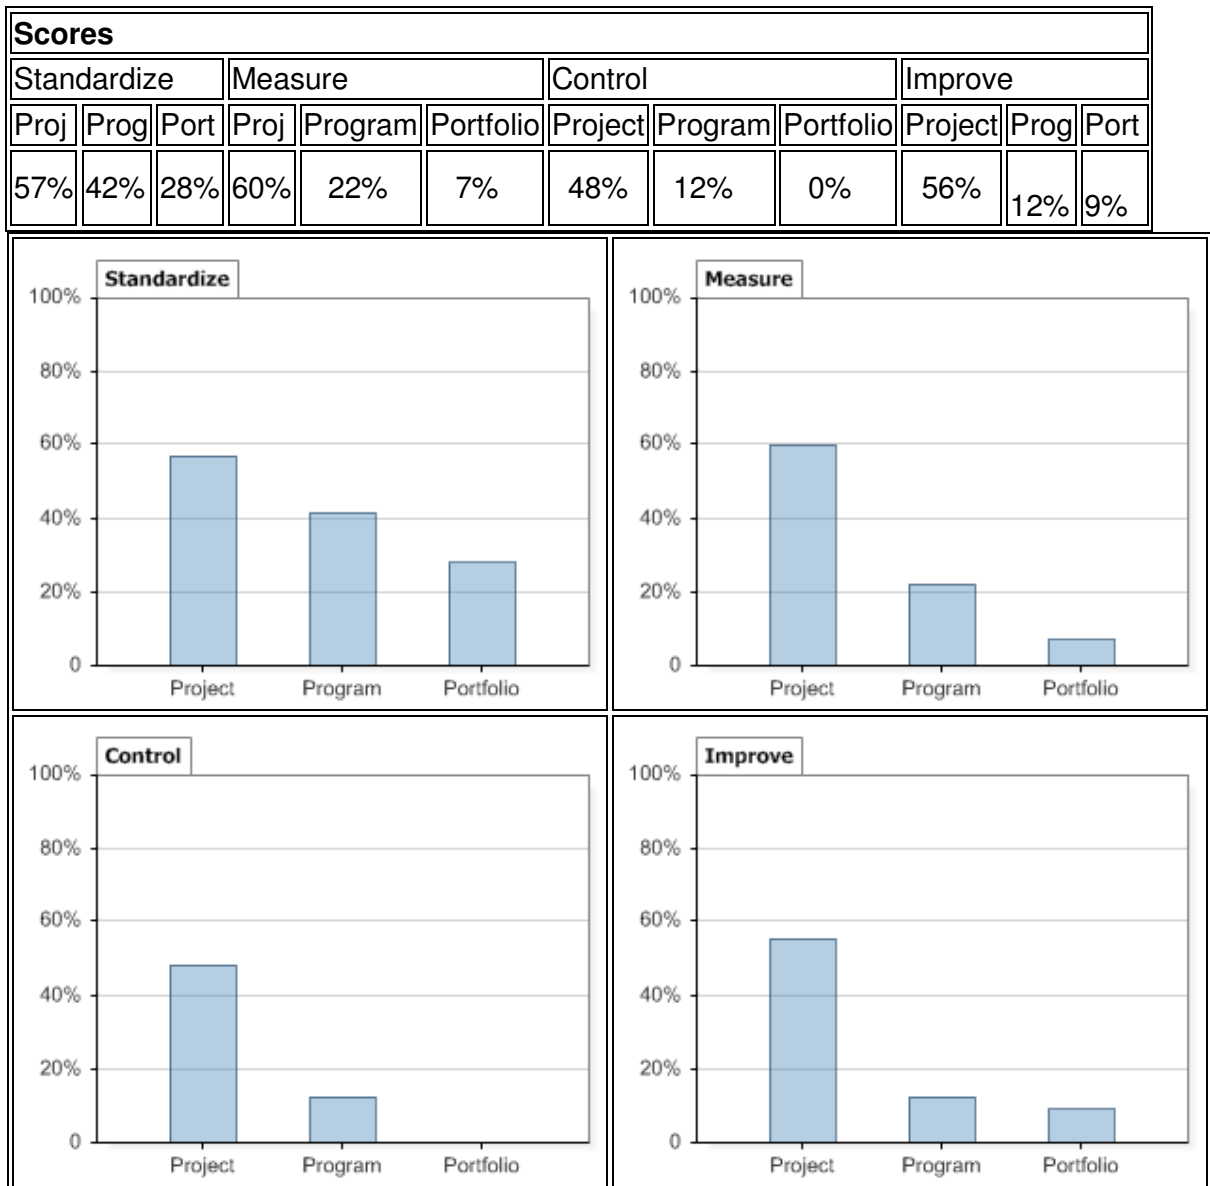 Scores
Standardize Measure Control Improve
Proj Prog Port Proj Program Portfolio Project Program Portfolio Project Prog Port
57% 42% 28% 60% 22% 7% 48% 12% 0% 56% 12% 9%
Standardize
100%
80%
60%
40%
20%
0
Project Program Portfolio
Measure
100%
80%
60%
40%
20%
0
Project Program Portfolio
Control
100%
80%
60%
40%
20%
0
Project Program Portfolio
Improve
100%
80%
60%
40%
20%
0
Project Program Portfolio